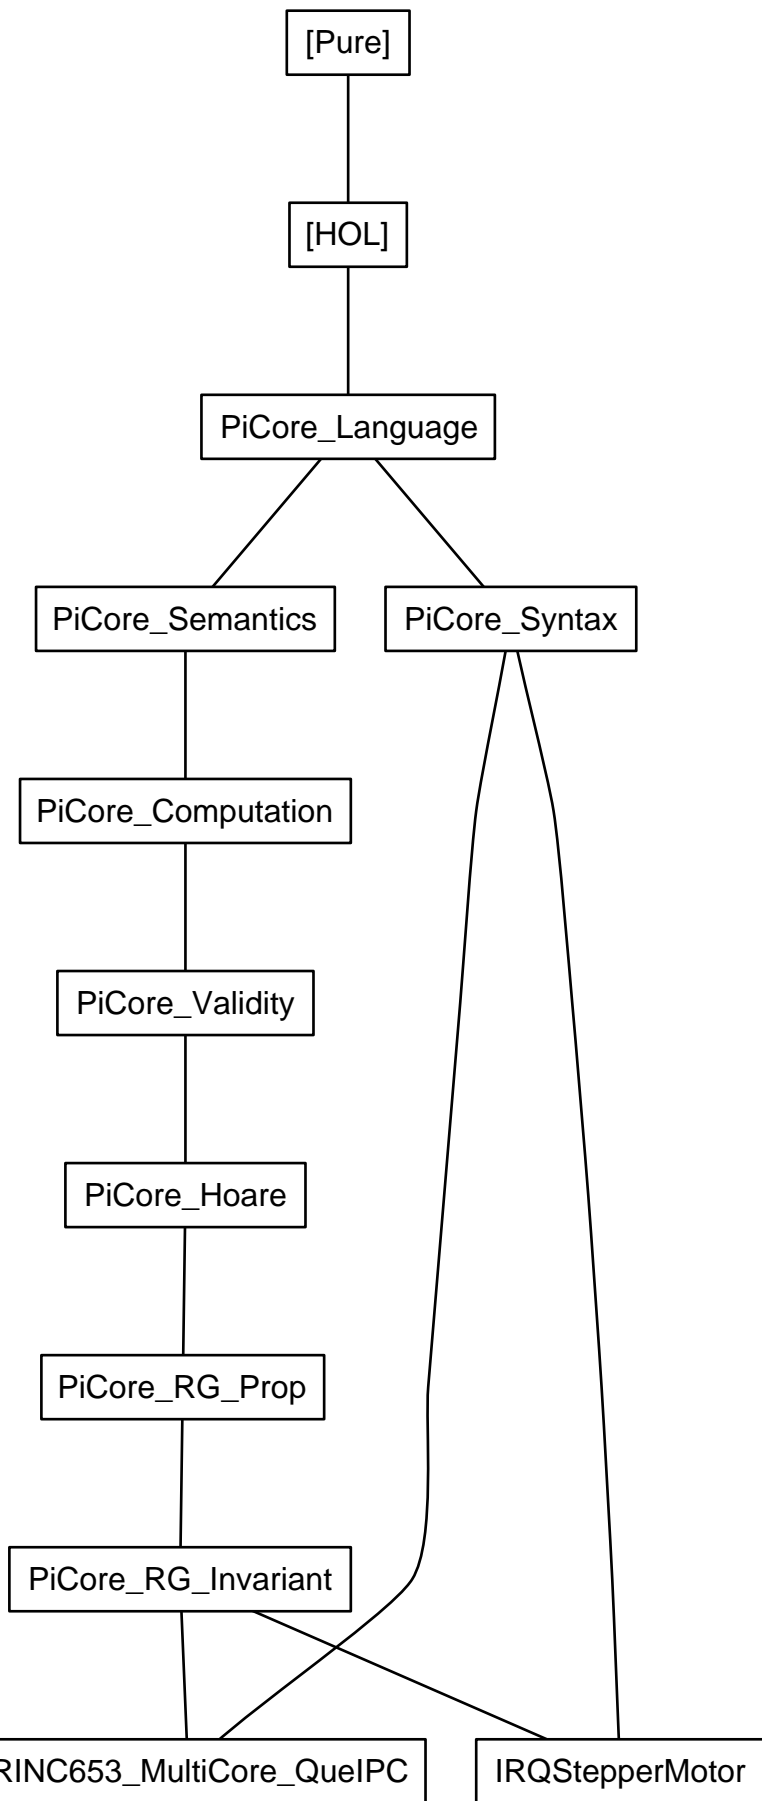 [Pure]
[HOL]
PiCore_Language
PiCore_Semantics PiCore_Syntax
PiCore_Computation
PiCore_Validity
PiCore_Hoare
PiCore_RG_Prop
PiCore_RG_Invariant
RINC653_MultiCore_QueIPC IRQStepperMotor